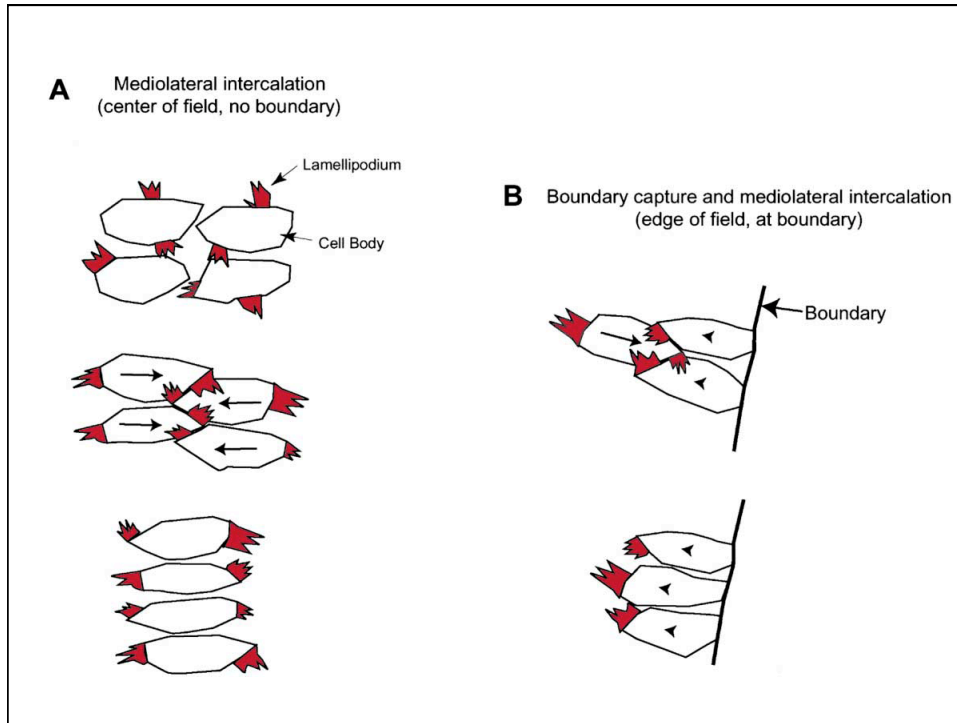 A
Mediolateral intercalation
(center of field, no boundary)
Lamellipodium
Cell Body
B
Boundary capture and mediolateral intercalation
(edge of field, at boundary)
Boundary